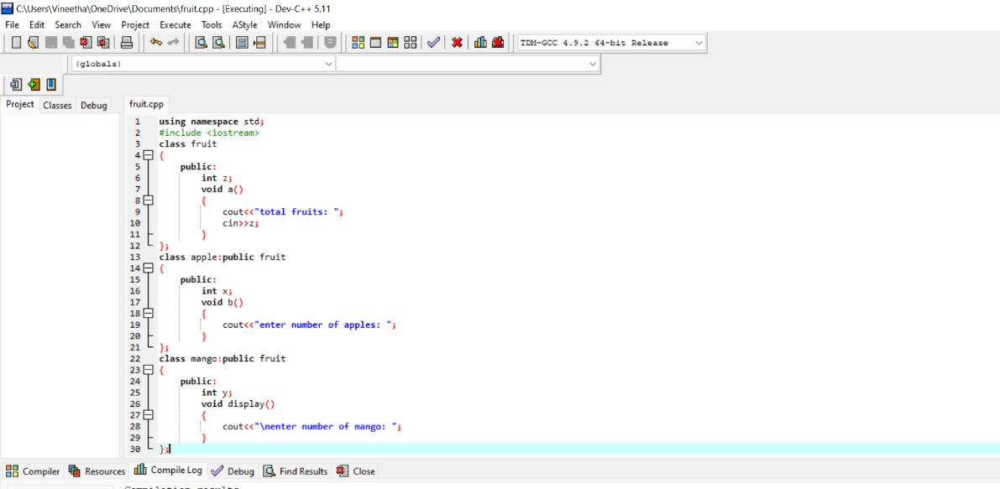 C:\Users\Vineetha\OneDrive\Documents\fruit.cpp - [Executing] - Dev-C++ 5.11
File Edit Search View Project Execute Tools AStyle Window Help
TDM-GCC 4.9.2 64-bit Release
(globals)
Project Classes Debug fruit.cpp
1 using namespace std;
2 #include <iostream>
3 class fruit
4 {
5 public:
6 int z;
7 void a()
8 {
9 cout<<"total fruits: ";
10 cin>>z;
11 }
12 };
13 class apple:public fruit
14 {
15 public:
16 int x;
17 void b()
18 {
19 cout<<"enter number of apples: ";
20 }
21 };
22 class mango:public fruit
23 {
24 public:
25 int y;
26 void display()
27 {
28 cout<<"\nenter number of mango: ";
29 }
30 };
Compiler Resources Compile Log Debug Find Results Close
Compilation results